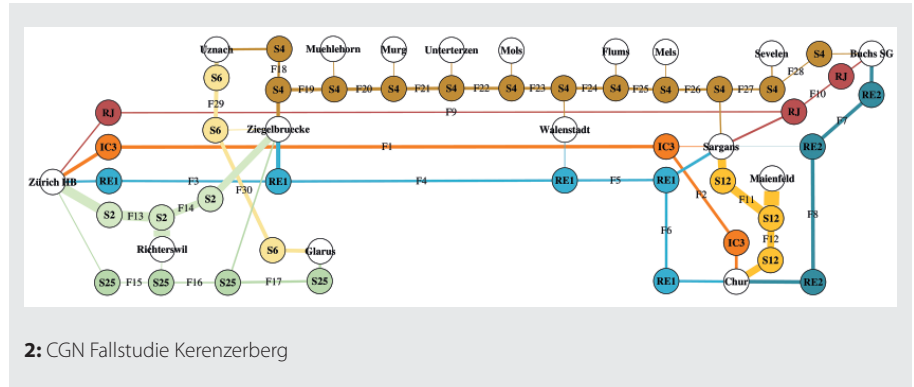 Uznach S4 Muehlehorn Murg Unterterzen Mols Flums Mels Sevelen S4 Buchs SG
S6 F18 F28 RJ
S4 F19 S4 F20 S4 F21 S4 F22 S4 F23 S4 F24 S4 F25 S4 F26 S4 F27 S4 F10 RE2
F29
RJ F9 RJ
S6 Ziegelbruecke Walenstadt F7
IC3 F1 IC3 Sargans RE2
Zürich HB RE1 F3 RE1 F4 RE1 F5 RE1 S12 Maienfeld
F30 F2
S2 F14 F11
S2 F13 S2 S12 F8
F6 F12
Richterswil S6 Glarus IC3 S12
S25 F15 S25 F16 S25 F17 S25 RE1 Chur RE2
2: CGN Fallstudie Kerenzerberg